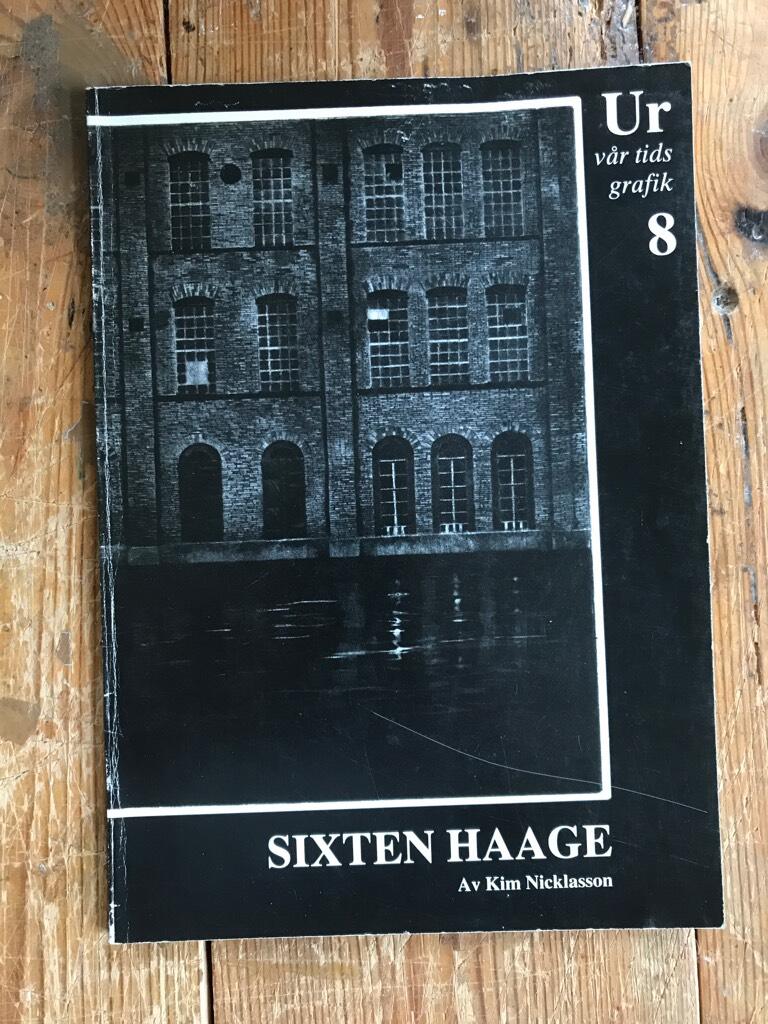 Ur
vår tids
grafik
8
SIXTEN HAAGE
Av Kim Nicklasson